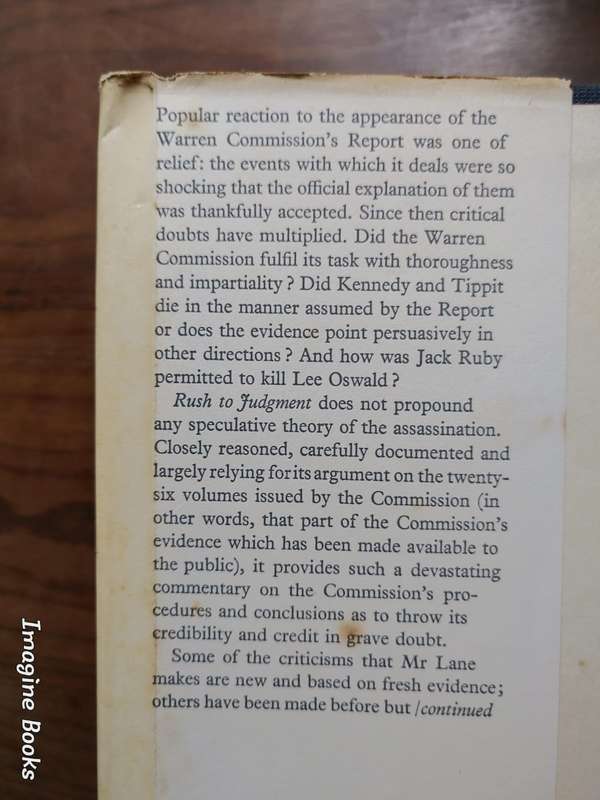 Popular reaction to the appearance of the
Warren Commission's Report was one of
relief: the events with which it deals were so
shocking that the official explanation of them
was thankfully accepted. Since then critical
doubts have multiplied. Did the Warren
Commission fulfil its task with thoroughness
and impartiality? Did Kennedy and Tippit
die in the manner assumed by the Report
or does the evidence point persuasively in
other directions? And how was Jack Ruby
permitted to kill Lee Oswald?
Rush to Judgment does not propound
any speculative theory of the assassination.
Closely reasoned, carefully documented and
largely relying for its argument on the twenty-
six volumes issued by the Commission (in
other words, that part of the Commission's
evidence which has been made available to
the public), it provides such a devastating
commentary on the Commission's pro-
cedures and conclusions as to throw its
credibility and credit in grave doubt.
Some of the criticisms that Mr Lane
makes are new and based on fresh evidence;
others have been made before but /continued
Imagine Books